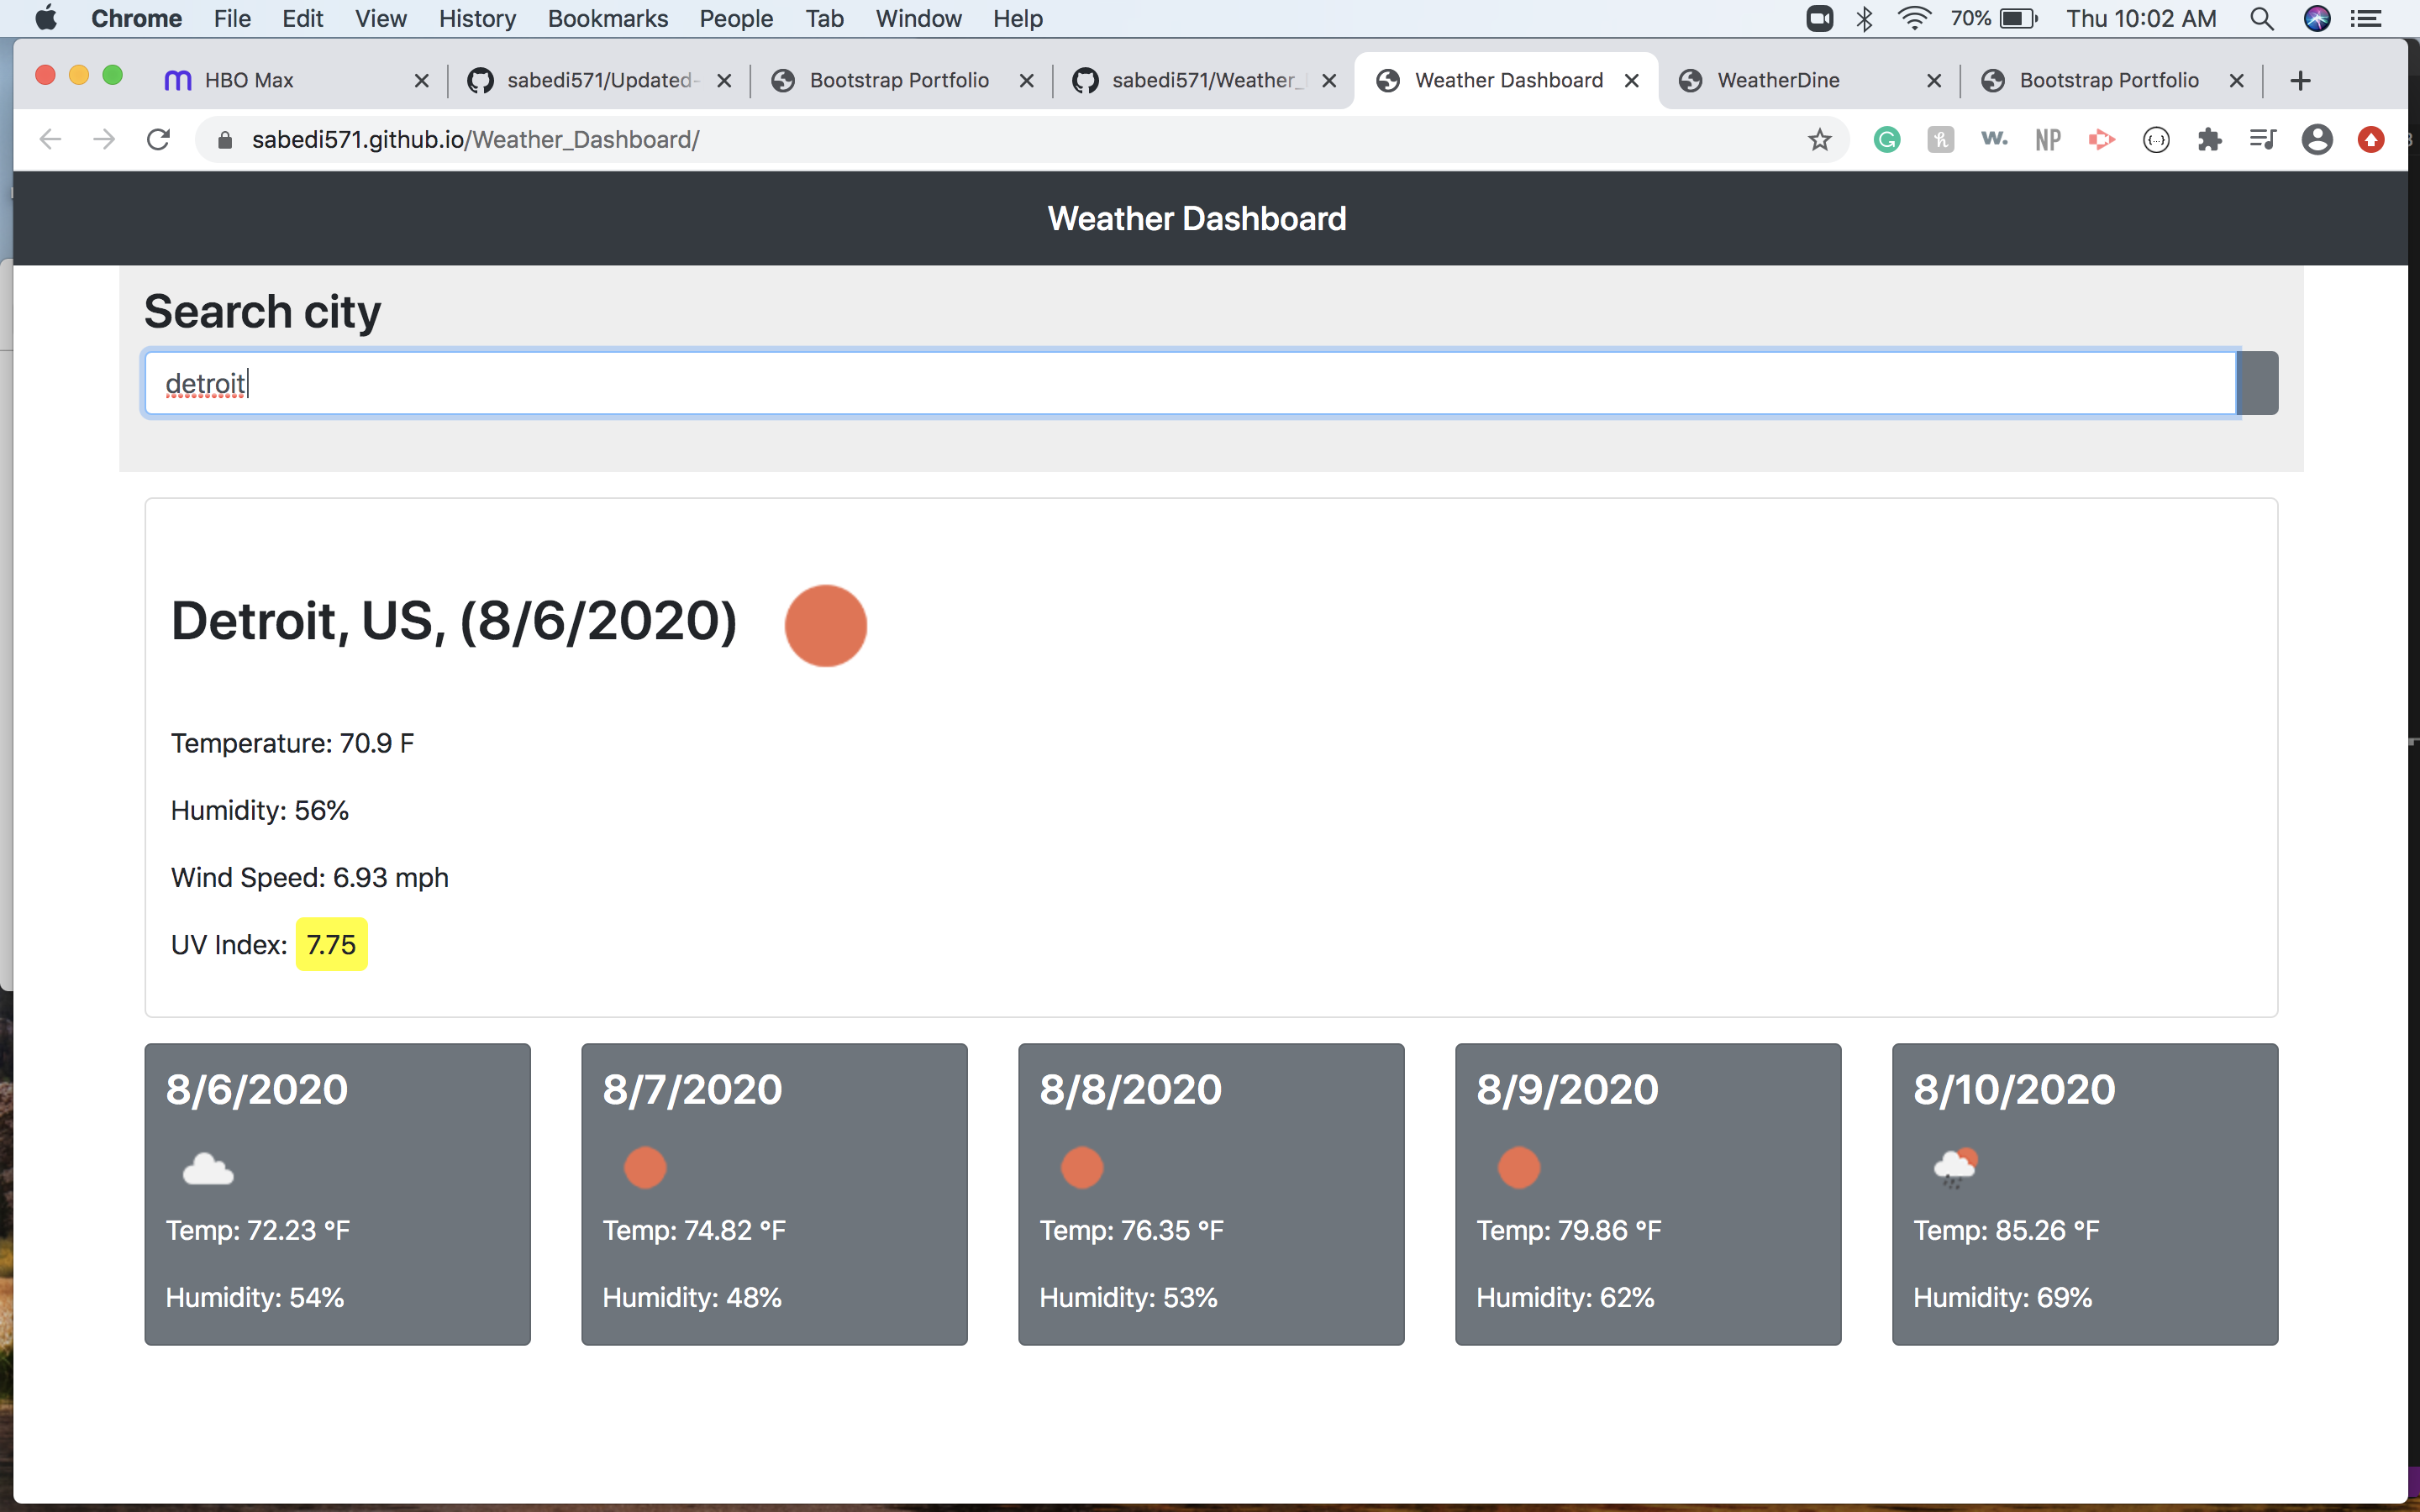 Chrome File Edit View History Bookmarks People Tab Window Help 70% Thu 10:02 AM
HBO Max sabedi571/Updated- Bootstrap Portfolio sabedi571/Weather_ Weather Dashboard WeatherDine Bootstrap Portfolio
sabedi571.github.io/Weather_Dashboard/ w. NP
Weather Dashboard
Search city
detroit
Detroit, US, (8/6/2020)
Temperature: 70.9 F
Humidity: 56%
Wind Speed: 6.93 mph
UV Index: 7.75
8/6/2020 8/7/2020 8/8/2020 8/9/2020 8/10/2020
Temp: 72.23 °F Temp: 74.82 °F Temp: 76.35 °F Temp: 79.86 °F Temp: 85.26 °F
Humidity: 54% Humidity: 48% Humidity: 53% Humidity: 62% Humidity: 69%